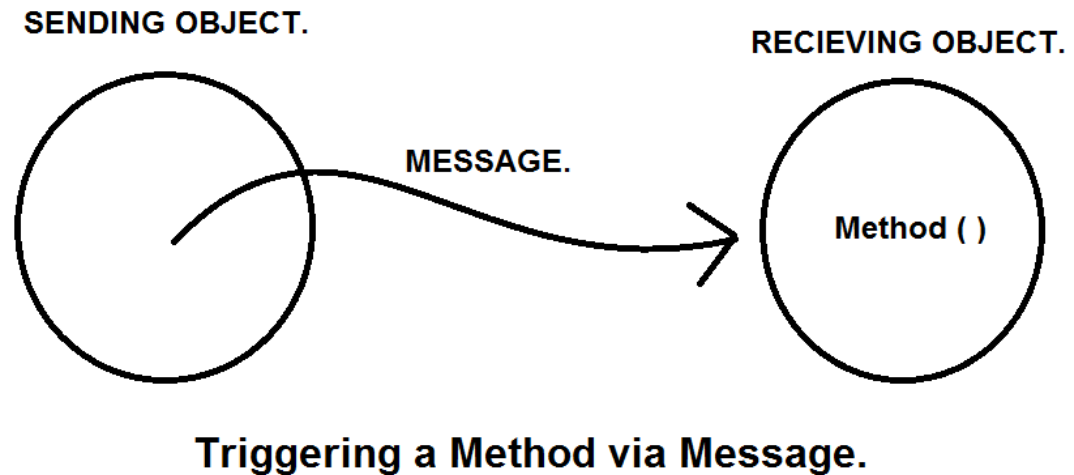 SENDING OBJECT.
RECIEVING OBJECT.
MESSAGE.
Method ( )
Triggering a Method via Message.